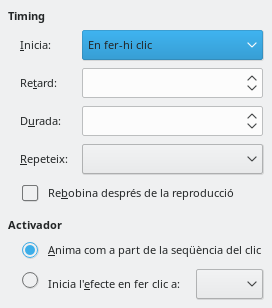 Timing
Inicia: En fer-hi clic
Retard:
Durada:
Repeteix:
Rebobina després de la reproducció
Activador
Anima com a part de la seqüència del clic
Inicia l'efecte en fer clic a: